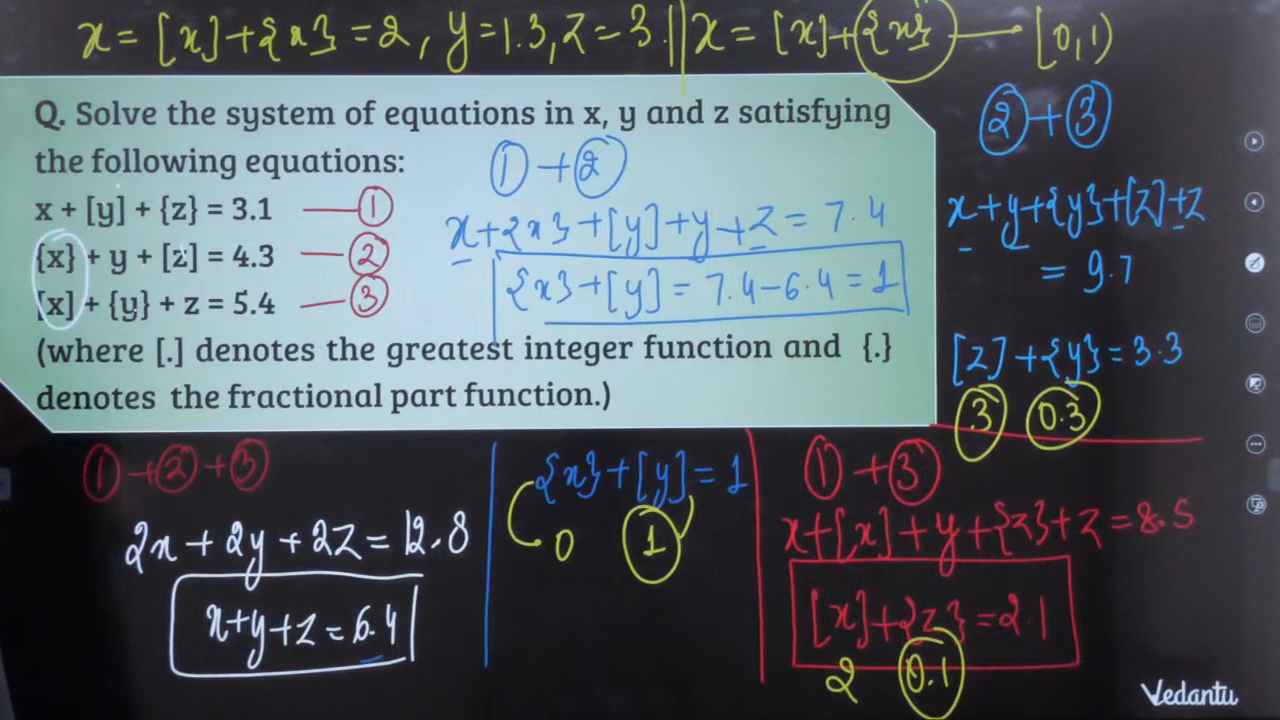 x = [x] + {x} = 2, y = 1.3, z = 3.1 || x = [x] + {x} → [0,1)
Q. Solve the system of equations in x, y and z satisfying
the following equations:
x + [y] + {z} = 3.1 — ①
{x} + y + [z] = 4.3 — ②
[x] + {y} + z = 5.4 — ③
(where [.] denotes the greatest integer function and {.}
denotes the fractional part function.)
① + ②
x + {x} + [y] + y + z = 7.4
{x} + [y] = 7.4 - 6.4 = 1
② + ③
x + y + {y} + [z] + z
= 9.7
[z] + {y} = 3.3
3 0.3
① + ② + ③
2x + 2y + 2z = 12.8
x + y + z = 6.4
{x} + [y] = 1
0 1
① + ③
x + [x] + y + {z} + z = 8.5
[x] + {z} = 2.1
2 0.1
Vedantu